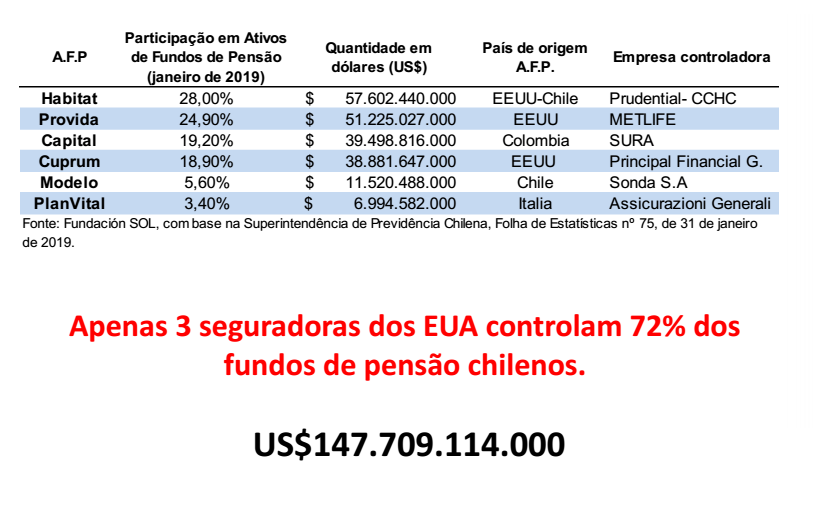 A.F.P
Participação em Ativos
de Fundos de Pensão
(janeiro de 2019)
Quantidade em
dólares (US$)
País de origem
A.F.P.
Empresa controladora
Habitat 28,00% $ 57.602.440.000 EEUU-Chile Prudential- CCHC
Provida 24,90% $ 51.225.027.000 EEUU METLIFE
Capital 19,20% $ 39.498.816.000 Colombia SURA
Cuprum 18,90% $ 38.881.647.000 EEUU Principal Financial G.
Modelo 5,60% $ 11.520.488.000 Chile Sonda S.A
PlanVital 3,40% $ 6.994.582.000 Italia Assicurazioni Generali
Fonte: Fundación SOL, com base na Superintendência de Previdência Chilena, Folha de Estatísticas nº 75, de 31 de janeiro
de 2019.
Apenas 3 seguradoras dos EUA controlam 72% dos
fundos de pensão chilenos.
US$147.709.114.000